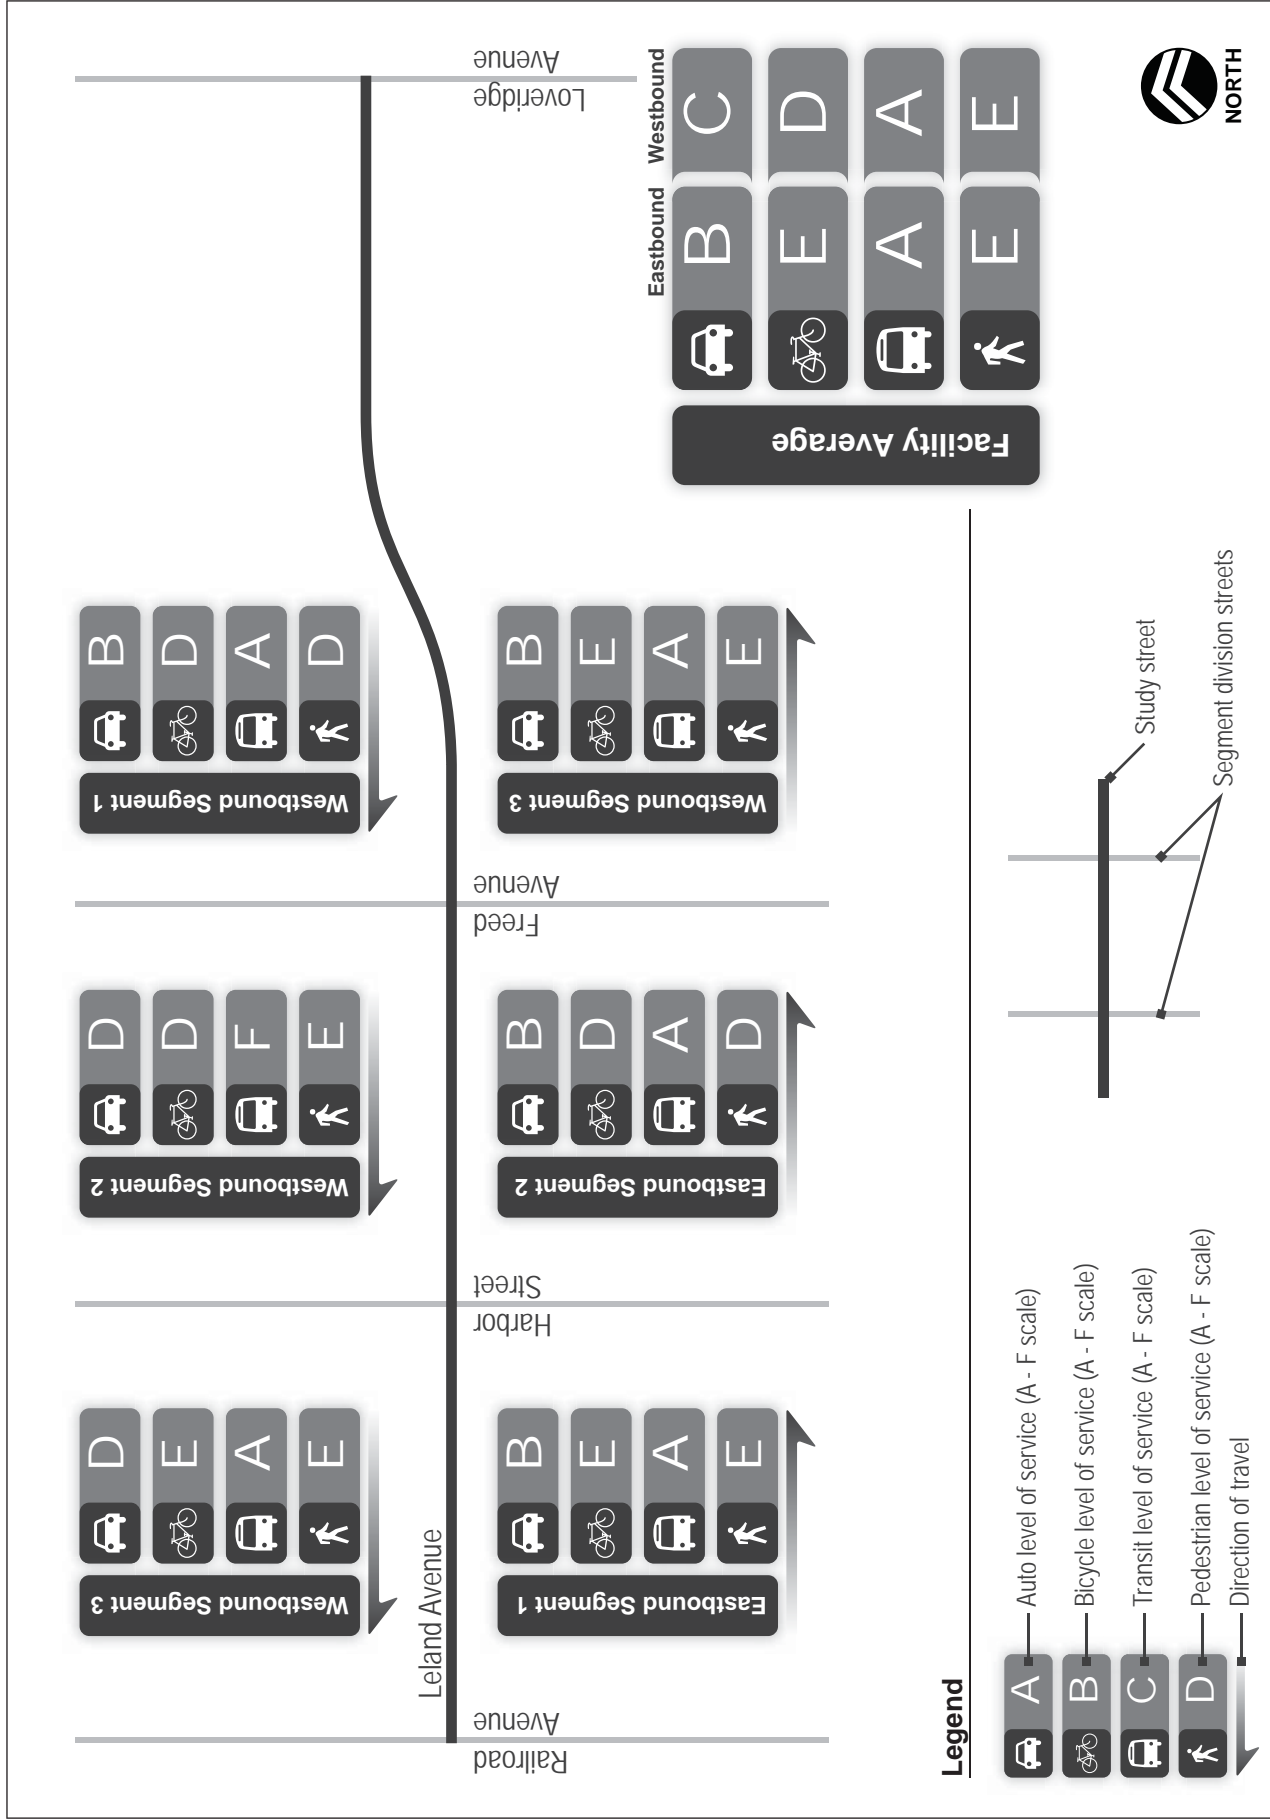 Westbound Segment 3
D
E
A
E
Westbound Segment 2
D
D
F
E
Westbound Segment 1
B
D
A
D
Leland Avenue
Railroad
Avenue
Harbor
Street
Freed
Avenue
Loveridge
Avenue
Eastbound Segment 1
B
E
A
E
Eastbound Segment 2
B
D
A
D
Westbound Segment 3
B
E
A
E
Facility Average
Eastbound Westbound
B C
E D
A A
E E
Legend
A Auto level of service (A - F scale)
B Bicycle level of service (A - F scale)
C Transit level of service (A - F scale)
D Pedestrian level of service (A - F scale)
Direction of travel
Study street
Segment division streets
NORTH